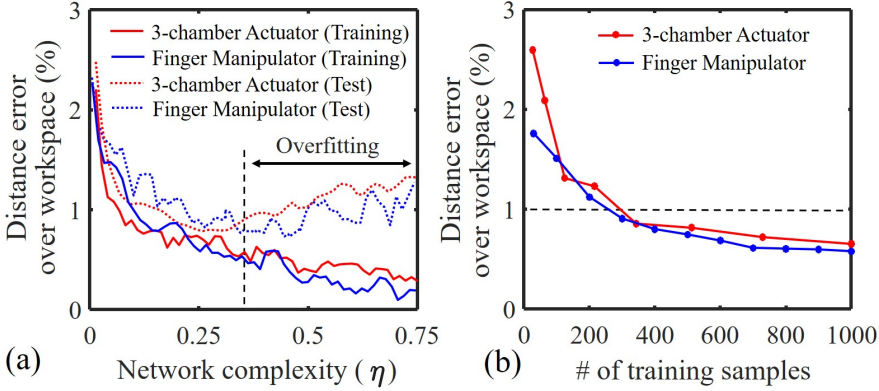 3
2
1
0
Distance error
over workspace (%)
3-chamber Actuator (Training)
Finger Manipulator (Training)
3-chamber Actuator (Test)
Finger Manipulator (Test)
Overfitting
0
0.25
0.5
0.75
Network complexity ( η )
(a)
3
2
1
0
Distance error
over workspace (%)
3-chamber Actuator
Finger Manipulator
0
200
400
600
800
1000
# of training samples
(b)